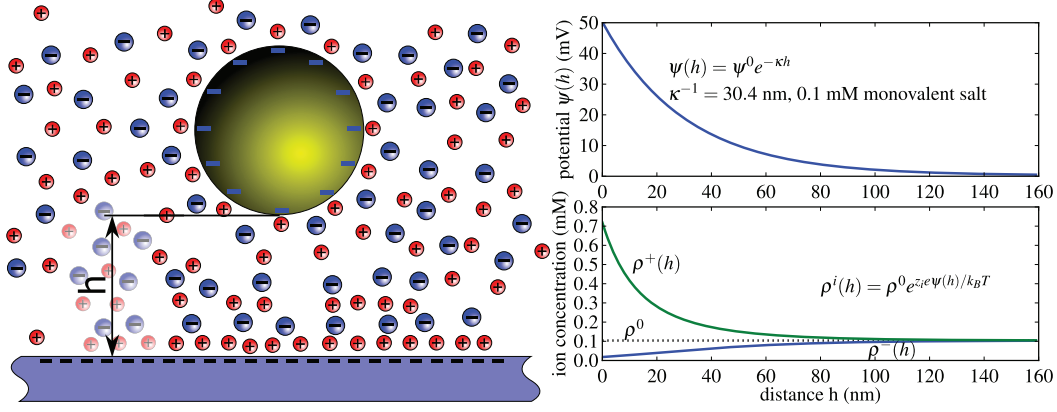 h
potential ψ(h) (mV)
50
40
30
20
10
0
ψ(h) = ψ⁰e^{−κh}
κ⁻¹ = 30.4 nm, 0.1 mM monovalent salt
0 20 40 60 80 100 120 140 160
ion concentration (mM)
0.8
0.7
0.6
0.5
0.4
0.3
0.2
0.1
0.0
ρ⁺(h)
ρⁱ(h) = ρ⁰e^{z_i eψ(h)/k_BT}
ρ⁰
ρ⁻(h)
0 20 40 60 80 100 120 140 160
distance h (nm)